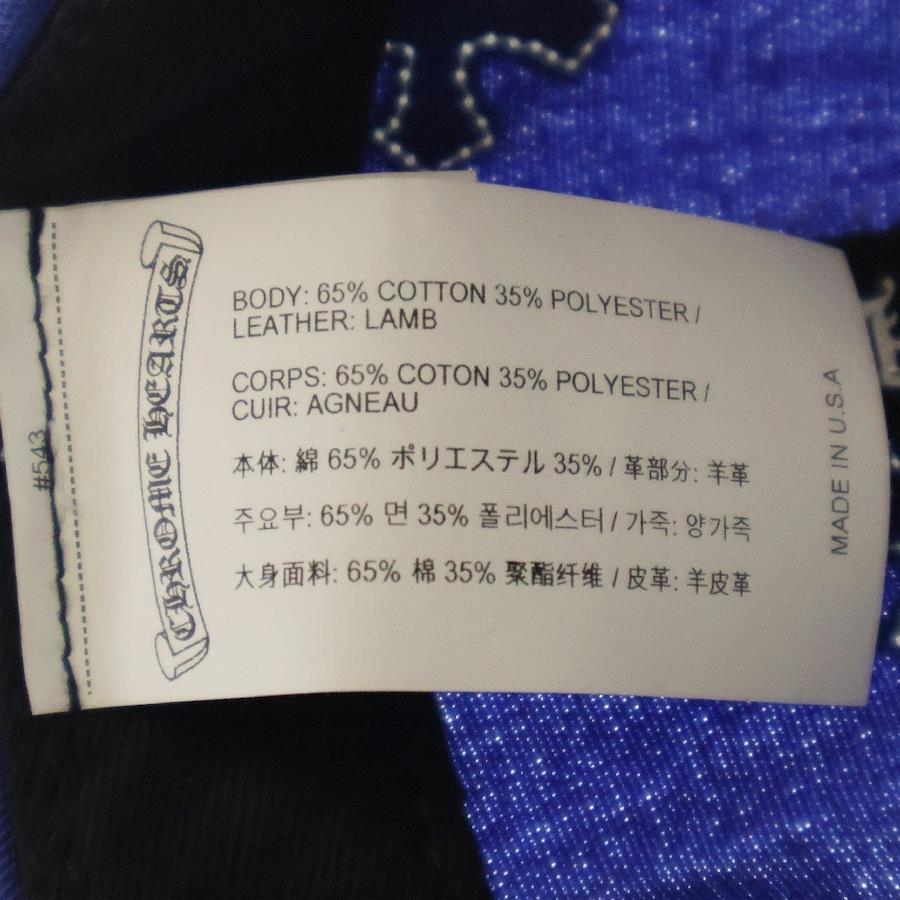 #543
CHROME HEARTS
BODY: 65% COTTON 35% POLYESTER /
LEATHER: LAMB
CORPS: 65% COTON 35% POLYESTER /
CUIR: AGNEAU
本体: 綿 65% ポリエステル 35% / 革部分: 羊革
주요부: 65% 면 35% 폴리에스터 / 가죽: 양가죽
大身面料: 65% 棉 35% 聚酯纤维 / 皮革: 羊皮革
MADE IN U.S.A